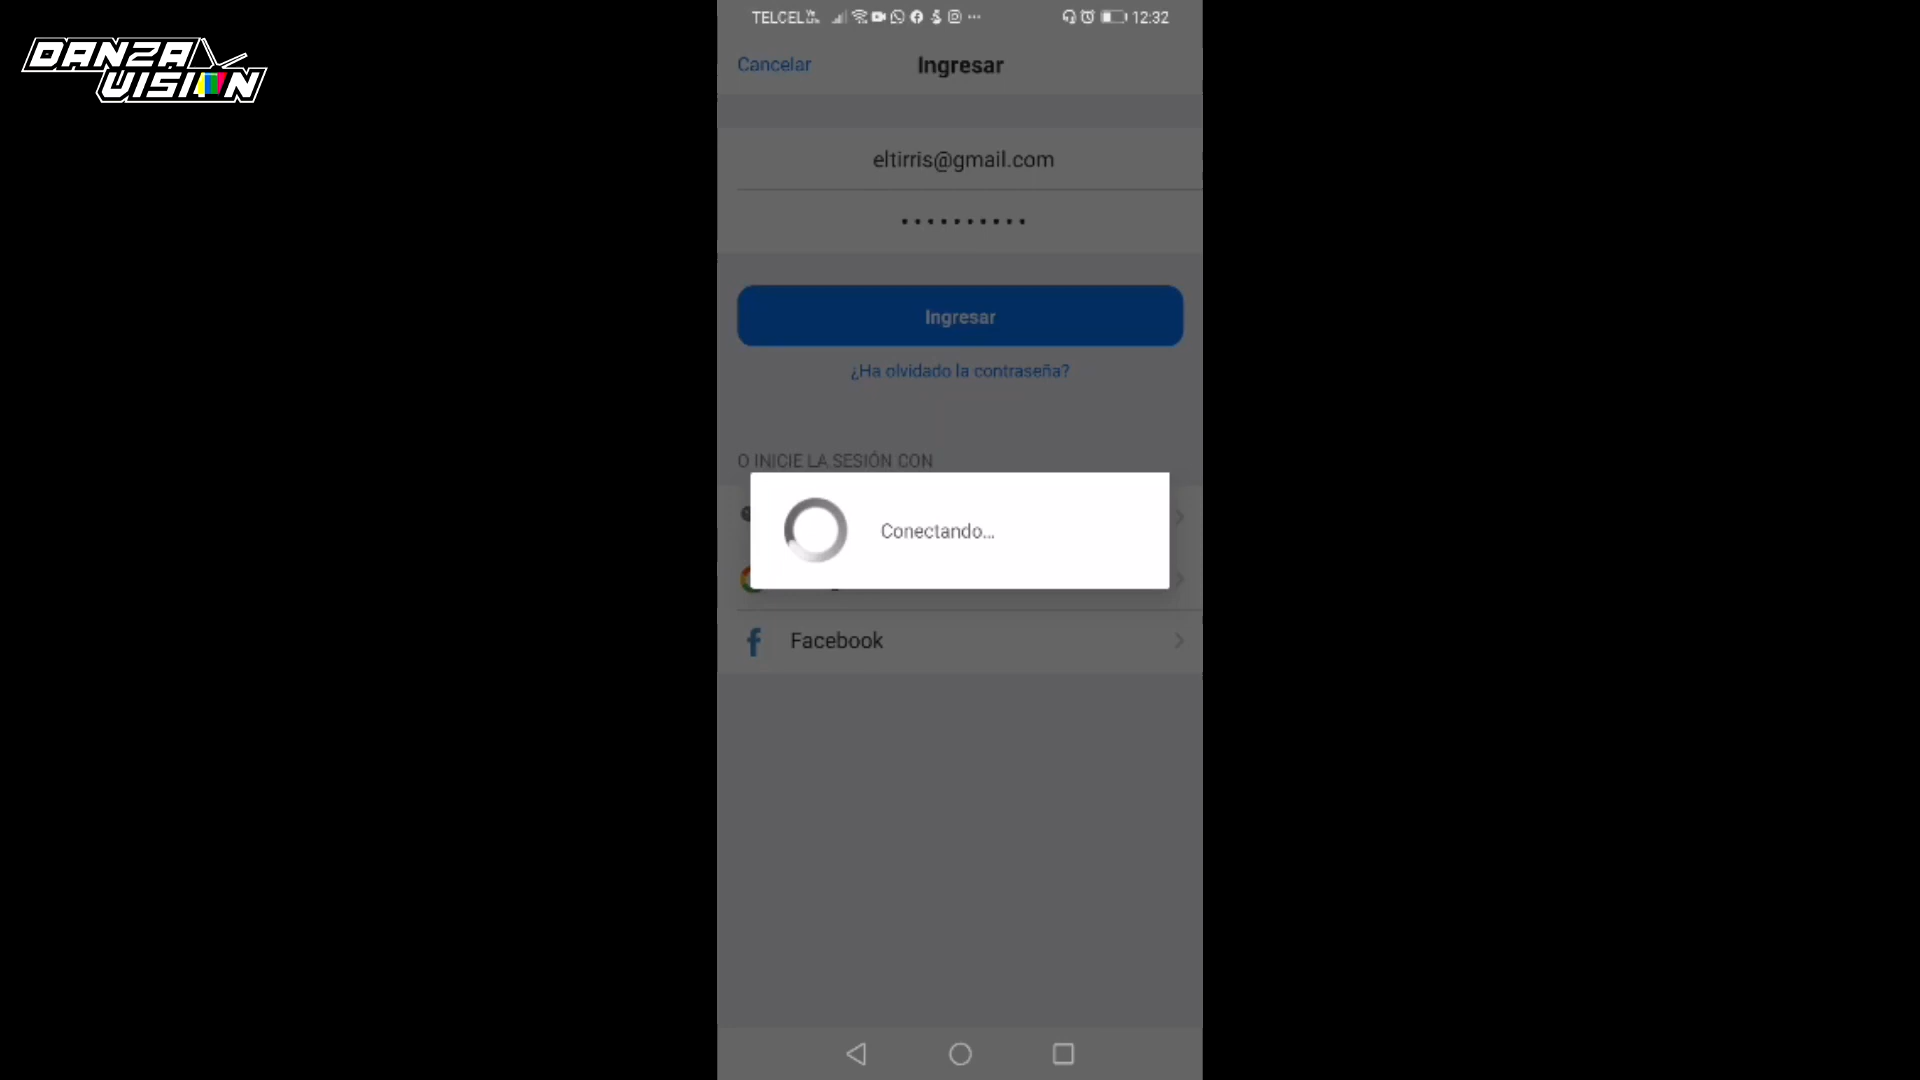 DANZA
VISION
TELCEL 12:32
Cancelar Ingresar
eltirris@gmail.com
Ingresar
¿Ha olvidado la contraseña?
O INICIE LA SESIÓN CON
Conectando...
Facebook